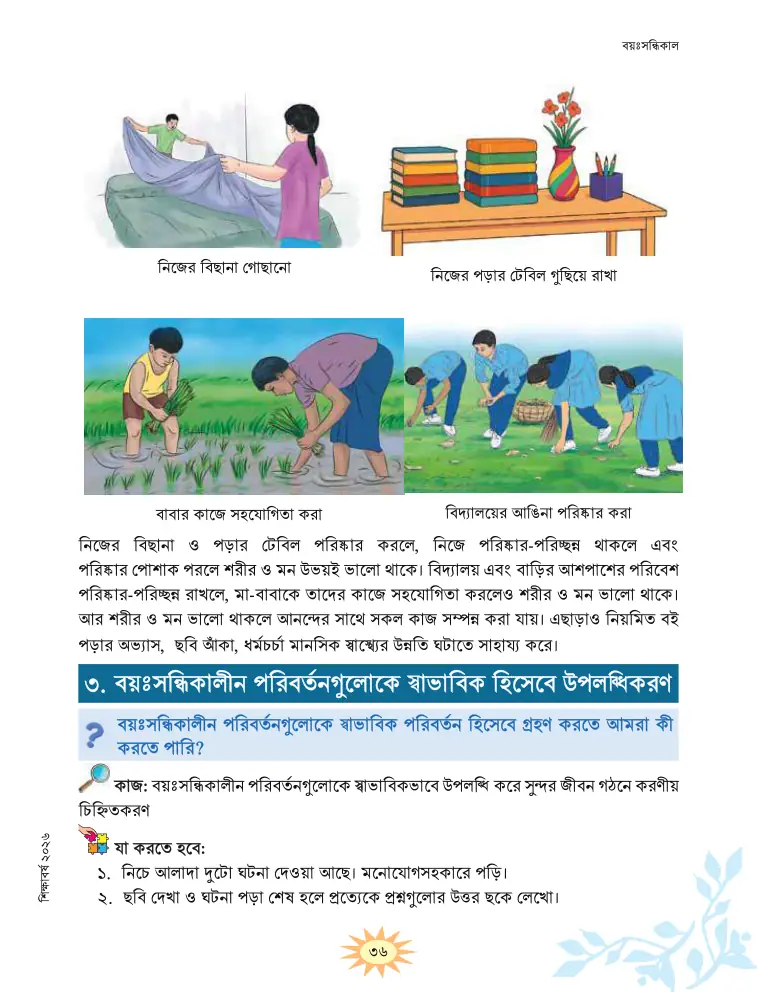 বয়ঃসন্ধিকাল
নিজের বিছানা গোছানো
নিজের পড়ার টেবিল গুছিয়ে রাখা
বাবার কাজে সহযোগিতা করা
বিদ্যালয়ের আঙিনা পরিষ্কার করা
নিজের বিছানা ও পড়ার টেবিল পরিষ্কার করলে, নিজে পরিষ্কার-পরিচ্ছন্ন থাকলে এবং
পরিষ্কার পোশাক পরলে শরীর ও মন উভয়ই ভালো থাকে। বিদ্যালয় এবং বাড়ির আশপাশের পরিবেশ
পরিষ্কার-পরিচ্ছন্ন রাখলে, মা-বাবাকে তাদের কাজে সহযোগিতা করলেও শরীর ও মন ভালো থাকে।
আর শরীর ও মন ভালো থাকলে আনন্দের সাথে সকল কাজ সম্পন্ন করা যায়। এছাড়াও নিয়মিত বই
পড়ার অভ্যাস, ছবি আঁকা, ধর্মচর্চা মানসিক স্বাস্থ্যের উন্নতি ঘটাতে সাহায্য করে।
৩. বয়ঃসন্ধিকালীন পরিবর্তনগুলোকে স্বাভাবিক হিসেবে উপলব্ধিকরণ
? বয়ঃসন্ধিকালীন পরিবর্তনগুলোকে স্বাভাবিক পরিবর্তন হিসেবে গ্রহণ করতে আমরা কী
করতে পারি?
কাজ: বয়ঃসন্ধিকালীন পরিবর্তনগুলোকে স্বাভাবিকভাবে উপলব্ধি করে সুন্দর জীবন গঠনে করণীয়
চিহ্নিতকরণ
যা করতে হবে:
১. নিচে আলাদা দুটো ঘটনা দেওয়া আছে। মনোযোগসহকারে পড়ি।
২. ছবি দেখা ও ঘটনা পড়া শেষ হলে প্রত্যেকে প্রশ্নগুলোর উত্তর ছকে লেখো।
শিক্ষাবর্ষ ২০২৬
৩৬